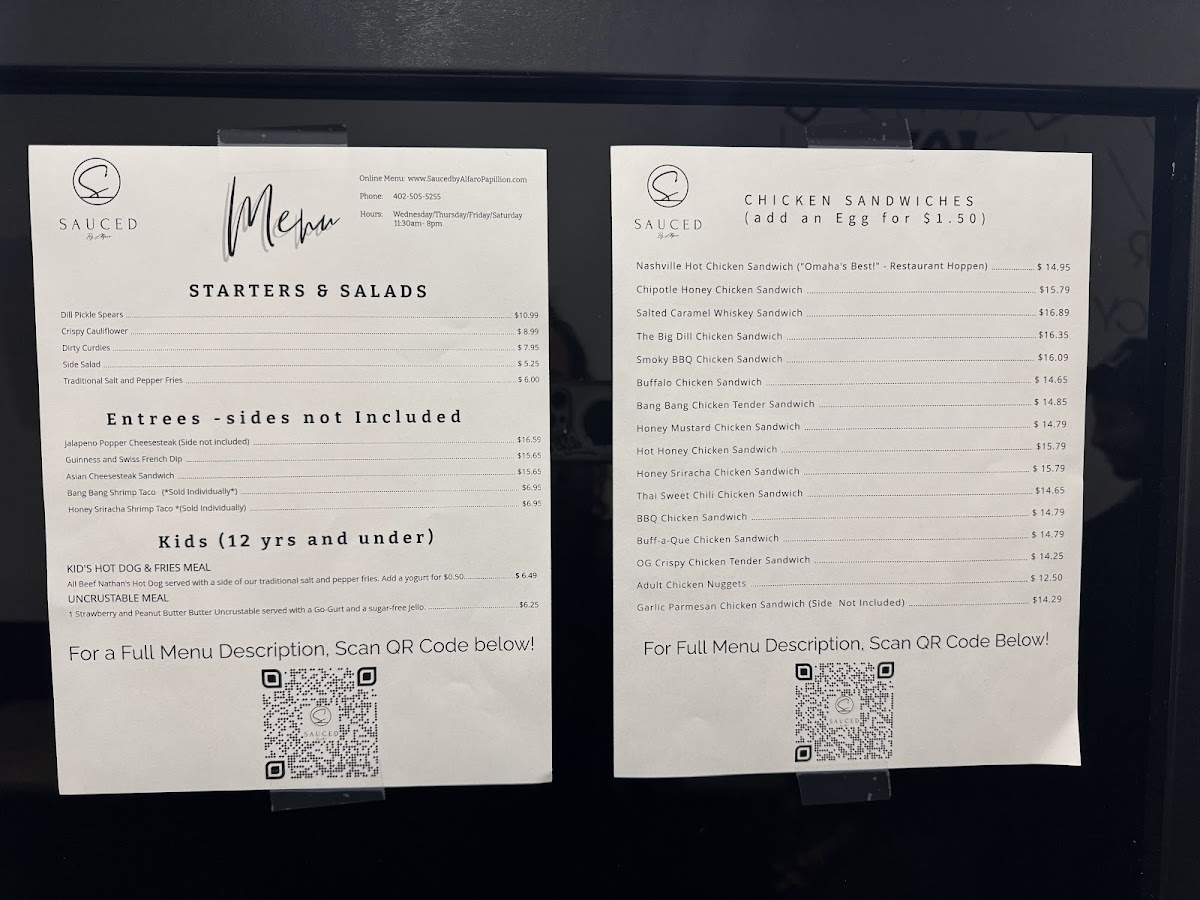 SAUCED
Menu
Online Menu: www.SaucedbyAlfaroPapillion.com
Phone: 402-505-5255
Hours: Wednesday/Thursday/Friday/Saturday
11:30am- 8pm
STARTERS & SALADS
Dill Pickle Spears $10.99
Crispy Cauliflower $ 8.99
Dirty Curdies $ 7.95
Side Salad $ 5.25
Traditional Salt and Pepper Fries $ 6.00
Entrees -sides not Included
Jalapeno Popper Cheesesteak (Side not included) $16.59
Guinness and Swiss French Dip $15.65
Asian Cheesesteak Sandwich $15.65
Bang Bang Shrimp Taco (*Sold Individually*) $6.95
Honey Sriracha Shrimp Taco *(Sold Individually) $6.95
Kids (12 yrs and under)
KID'S HOT DOG & FRIES MEAL
All Beef Nathan's Hot Dog served with a side of our traditional salt and pepper fries. Add a yogurt for $0.50. $ 6.49
UNCRUSTABLE MEAL
1 Strawberry and Peanut Butter Butter Uncrustable served with a Go-Gurt and a sugar-free Jello. $6.25
For a Full Menu Description, Scan QR Code below!
SAUCED
SAUCED
CHICKEN SANDWICHES
(add an Egg for $1.50)
Nashville Hot Chicken Sandwich ("Omaha's Best!" - Restaurant Hoppen) $ 14.95
Chipotle Honey Chicken Sandwich $15.79
Salted Caramel Whiskey Sandwich $16.89
The Big Dill Chicken Sandwich $16.35
Smoky BBQ Chicken Sandwich $16.09
Buffalo Chicken Sandwich $ 14.65
Bang Bang Chicken Tender Sandwich $ 14.85
Honey Mustard Chicken Sandwich $ 14.79
Hot Honey Chicken Sandwich $15.79
Honey Sriracha Chicken Sandwich $ 15.79
Thai Sweet Chili Chicken Sandwich $14.65
BBQ Chicken Sandwich $ 14.79
Buff-a-Que Chicken Sandwich $ 14.79
OG Crispy Chicken Tender Sandwich $ 14.25
Adult Chicken Nuggets $ 12.50
Garlic Parmesan Chicken Sandwich (Side Not Included) $14.29
For Full Menu Description, Scan QR Code Below!
SAUCED